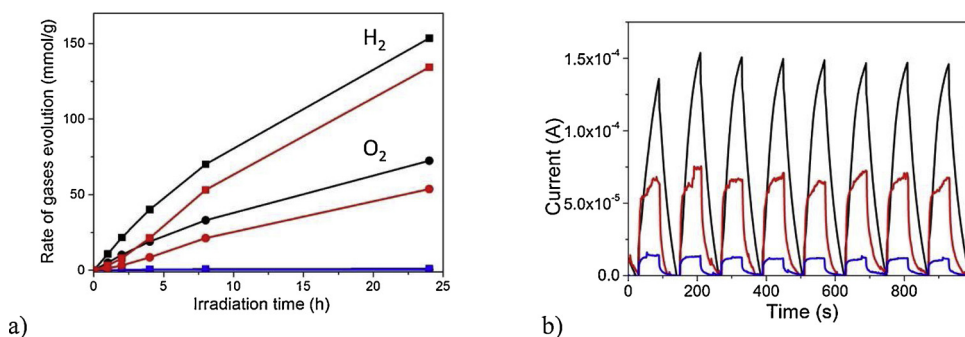 Rate of gases evolution (mmol/g)
150
100
50
0
H₂
O₂
0
5
10
15
20
25
Irradiation time (h)
a)
Current (A)
1.5x10⁻⁴
1.0x10⁻⁴
5.0x10⁻⁵
0.0
0
200
400
600
800
Time (s)
b)